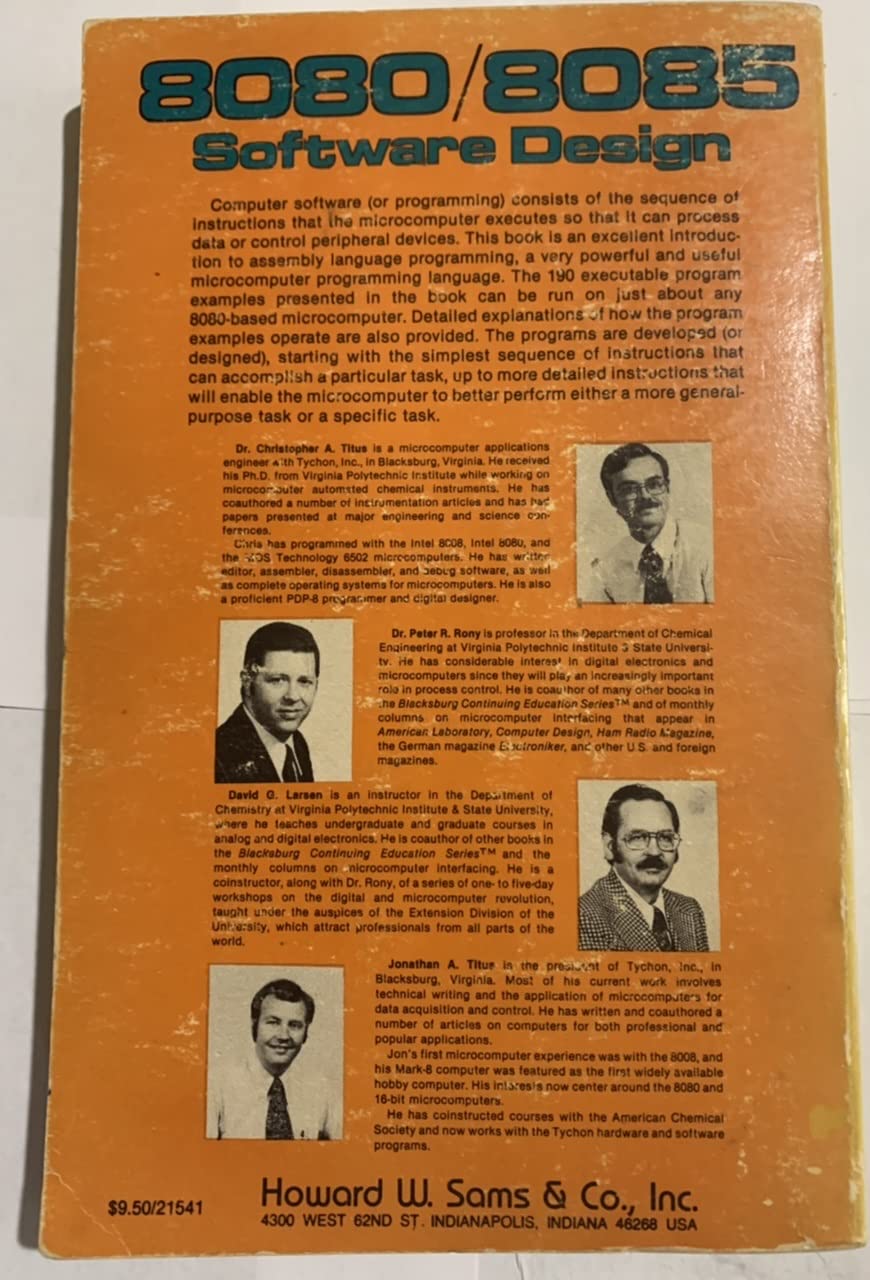 8080/8085
Software Design
Computer software (or programming) consists of the sequence of
instructions that the microcomputer executes so that it can process
data or control peripheral devices. This book is an excellent introduc-
tion to assembly language programming, a very powerful and useful
microcomputer programming language. The 190 executable program
examples presented in the book can be run on just about any
8080-based microcomputer. Detailed explanations of how the program
examples operate are also provided. The programs are developed (or
designed), starting with the simplest sequence of instructions that
can accomplish a particular task, up to more detailed instructions that
will enable the microcomputer to better perform either a more general-
purpose task or a specific task.
Dr. Christopher A. Titus is a microcomputer applications
engineer with Tychon, Inc., in Blacksburg, Virginia. He received
his Ph.D. from Virginia Polytechnic Institute while working on
microcomputer automated chemical instruments. He has
coauthored a number of instrumentation articles and has had
papers presented at major engineering and science con-
ferences.
Chris has programmed with the Intel 8008, Intel 8080, and
the MOS Technology 6502 microcomputers. He has written
editor, assembler, disassembler, and debug software, as well
as complete operating systems for microcomputers. He is also
a proficient PDP-8 programmer and digital designer.
Dr. Peter R. Rony is professor in the Department of Chemical
Engineering at Virginia Polytechnic Institute & State Universi-
ty. He has considerable interest in digital electronics and
microcomputers since they will play an increasingly important
role in process control. He is coauthor of many other books in
the Blacksburg Continuing Education Series™ and of monthly
columns on microcomputer interfacing that appear in
American Laboratory, Computer Design, Ham Radio Magazine,
the German magazine Electroniker, and other U.S. and foreign
magazines.
David G. Larsen is an instructor in the Department of
Chemistry at Virginia Polytechnic Institute & State University,
where he teaches undergraduate and graduate courses in
analog and digital electronics. He is coauthor of other books in
the Blacksburg Continuing Education Series™ and the
monthly columns on microcomputer interfacing. He is a
coinstructor, along with Dr. Rony, of a series of one- to five-day
workshops on the digital and microcomputer revolution,
taught under the auspices of the Extension Division of the
University, which attract professionals from all parts of the
world.
Jonathan A. Titus is the president of Tychon, Inc., in
Blacksburg, Virginia. Most of his current work involves
technical writing and the application of microcomputers for
data acquisition and control. He has written and coauthored a
number of articles on computers for both professional and
popular applications.
Jon's first microcomputer experience was with the 8008, and
his Mark-8 computer was featured as the first widely available
hobby computer. His interests now center around the 8080 and
16-bit microcomputers.
He has coinstructed courses with the American Chemical
Society and now works with the Tychon hardware and software
programs.
$9.50/21541
Howard W. Sams & Co., Inc.
4300 WEST 62ND ST. INDIANAPOLIS, INDIANA 46268 USA